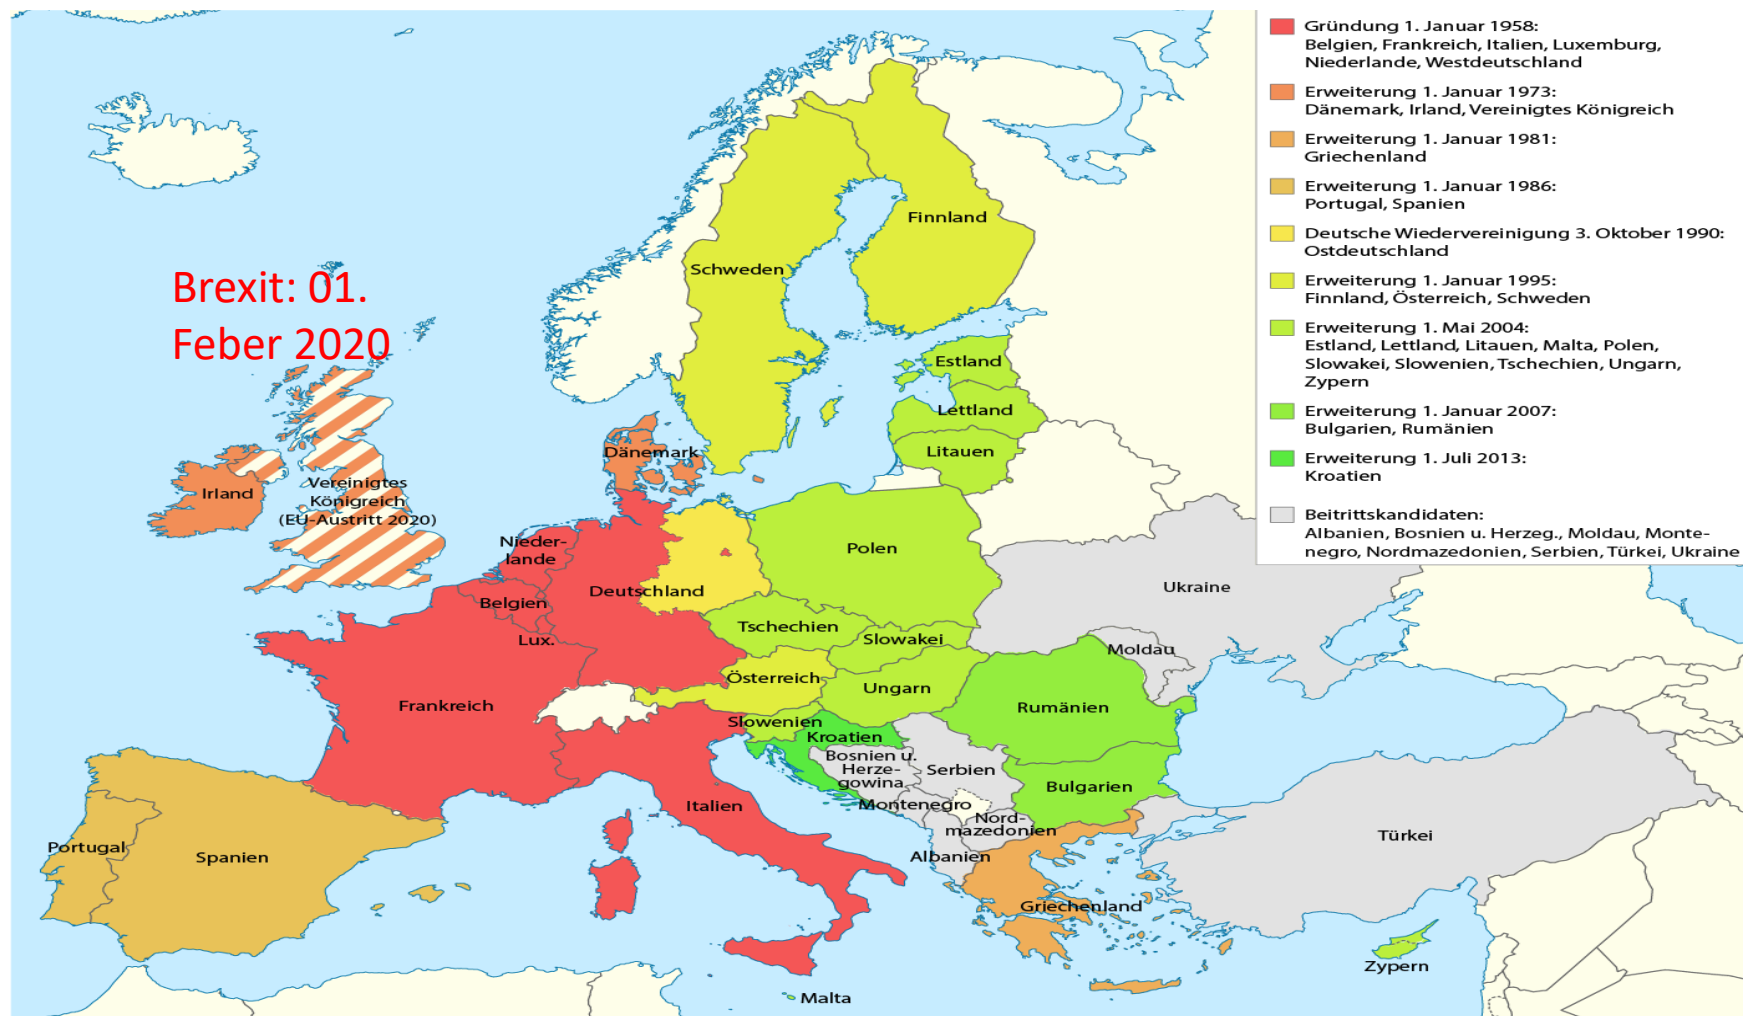 Gründung 1. Januar 1958:
Belgien, Frankreich, Italien, Luxemburg,
Niederlande, Westdeutschland
Erweiterung 1. Januar 1973:
Dänemark, Irland, Vereinigtes Königreich
Erweiterung 1. Januar 1981:
Griechenland
Erweiterung 1. Januar 1986:
Portugal, Spanien
Deutsche Wiedervereinigung 3. Oktober 1990:
Ostdeutschland
Erweiterung 1. Januar 1995:
Finnland, Österreich, Schweden
Erweiterung 1. Mai 2004:
Estland, Lettland, Litauen, Malta, Polen,
Slowakei, Slowenien, Tschechien, Ungarn,
Zypern
Erweiterung 1. Januar 2007:
Bulgarien, Rumänien
Erweiterung 1. Juli 2013:
Kroatien
Beitrittskandidaten:
Albanien, Bosnien u. Herzeg., Moldau, Monte-
negro, Nordmazedonien, Serbien, Türkei, Ukraine
Brexit: 01.
Feber 2020
Finnland
Schweden
Estland
Lettland
Litauen
Dänemark
Irland
Vereinigtes
Königreich
(EU-Austritt 2020)
Nieder-
lande
Polen
Belgien
Deutschland
Ukraine
Lux.
Tschechien
Slowakei
Moldau
Österreich
Ungarn
Frankreich
Rumänien
Slowenien
Kroatien
Bosnien u.
Herze-
gowina
Serbien
Bulgarien
Italien
Montenegro
Nord-
mazedonien
Türkei
Portugal
Spanien
Albanien
Griechenland
Zypern
Malta